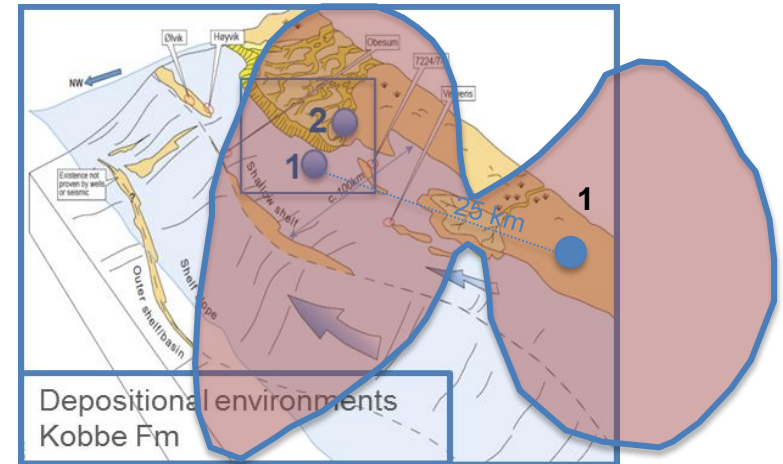 Ølvik
Høyvik
Obesum
7224/7
Ververis
NW
2
1
Existence not
proven by wells
or seismic
c. 100km
Shallow shelf
25 km
1
Shelf slope
Outer shelf/basin
Depositional environments
Kobbe Fm